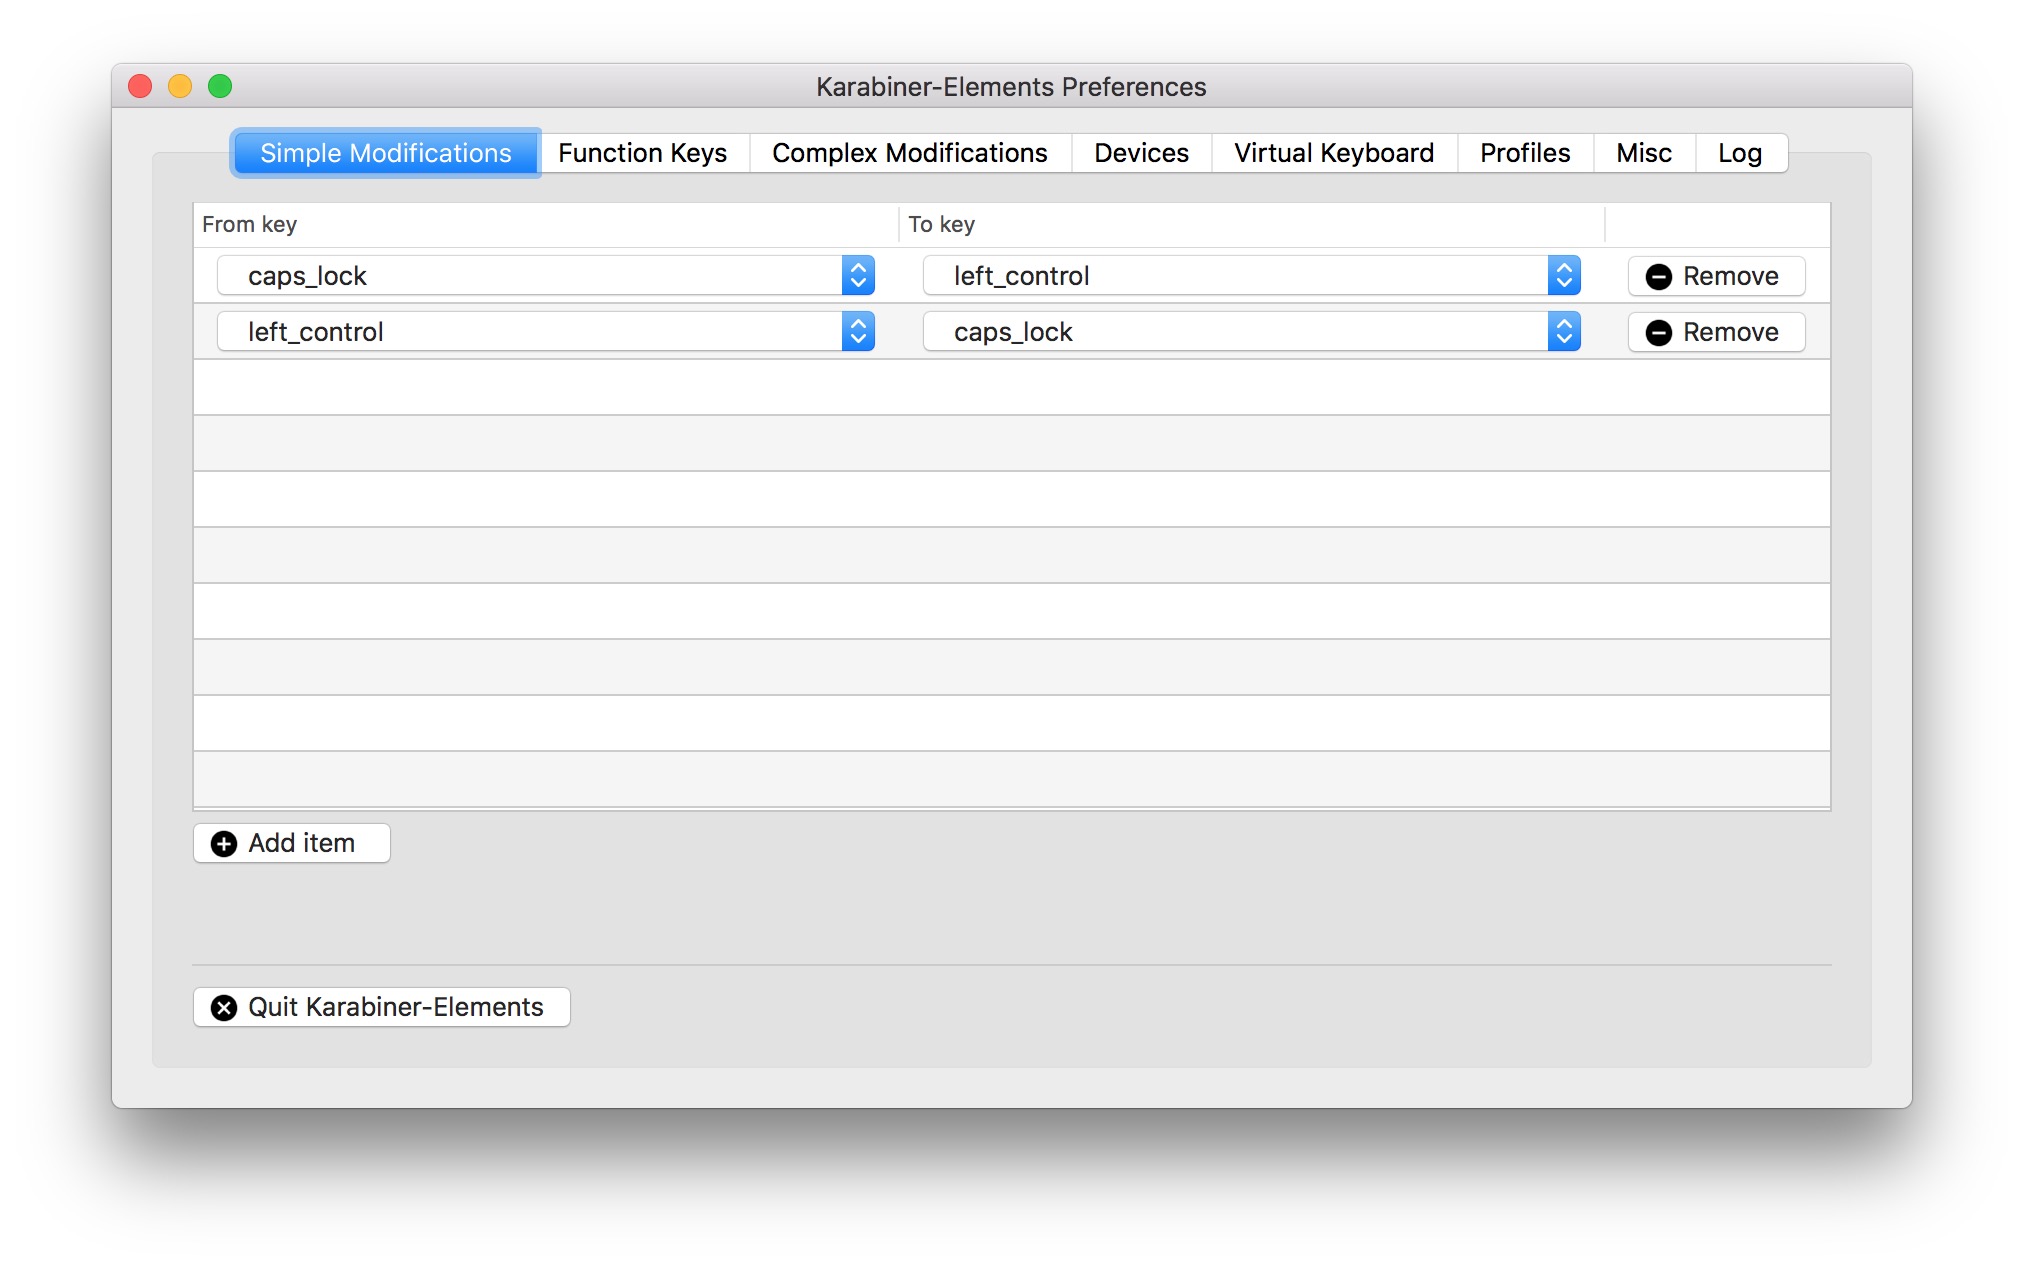 Karabiner-Elements Preferences
Simple Modifications Function Keys Complex Modifications Devices Virtual Keyboard Profiles Misc Log
From key To key
caps_lock left_control Remove
left_control caps_lock Remove
Add item
Quit Karabiner-Elements